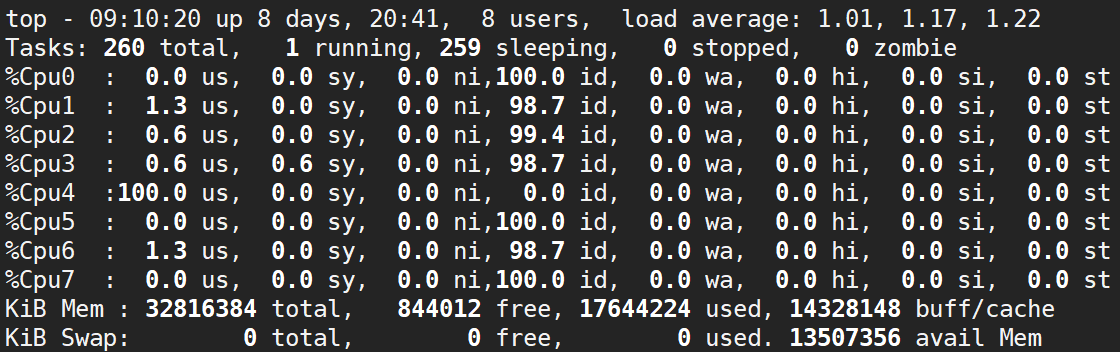 top - 09:10:20 up 8 days, 20:41,  8 users,  load average: 1.01, 1.17, 1.22
Tasks: 260 total,   1 running, 259 sleeping,   0 stopped,   0 zombie
%Cpu0  :  0.0 us,  0.0 sy,  0.0 ni,100.0 id,  0.0 wa,  0.0 hi,  0.0 si,  0.0 st
%Cpu1  :  1.3 us,  0.0 sy,  0.0 ni, 98.7 id,  0.0 wa,  0.0 hi,  0.0 si,  0.0 st
%Cpu2  :  0.6 us,  0.0 sy,  0.0 ni, 99.4 id,  0.0 wa,  0.0 hi,  0.0 si,  0.0 st
%Cpu3  :  0.6 us,  0.6 sy,  0.0 ni, 98.7 id,  0.0 wa,  0.0 hi,  0.0 si,  0.0 st
%Cpu4  :100.0 us,  0.0 sy,  0.0 ni,  0.0 id,  0.0 wa,  0.0 hi,  0.0 si,  0.0 st
%Cpu5  :  0.0 us,  0.0 sy,  0.0 ni,100.0 id,  0.0 wa,  0.0 hi,  0.0 si,  0.0 st
%Cpu6  :  1.3 us,  0.0 sy,  0.0 ni, 98.7 id,  0.0 wa,  0.0 hi,  0.0 si,  0.0 st
%Cpu7  :  0.0 us,  0.0 sy,  0.0 ni,100.0 id,  0.0 wa,  0.0 hi,  0.0 si,  0.0 st
KiB Mem : 32816384 total,   844012 free, 17644224 used, 14328148 buff/cache
KiB Swap:        0 total,        0 free,        0 used. 13507356 avail Mem